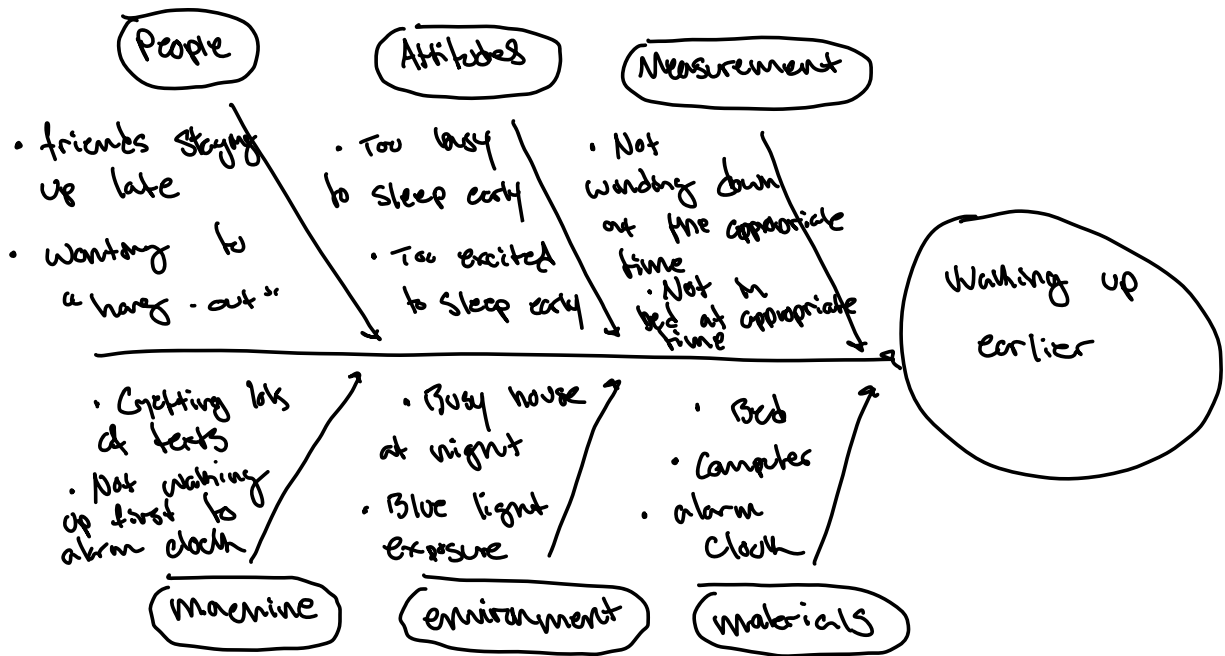 People
• friends staying
up late
• wanting to
"hang-out"
Attitudes
• Too lazy
to sleep early
• Too excited
to sleep early
Measurement
• Not
winding down
at the appropriate
time
• Not in
bed at appropriate
time
Waking up
earlier
• Getting lots
of texts
• Not waking
up first to
alarm clock
machine
• Busy house
at night
• Blue light
exposure
environment
• Bed
• Computer
• alarm
clock
materials